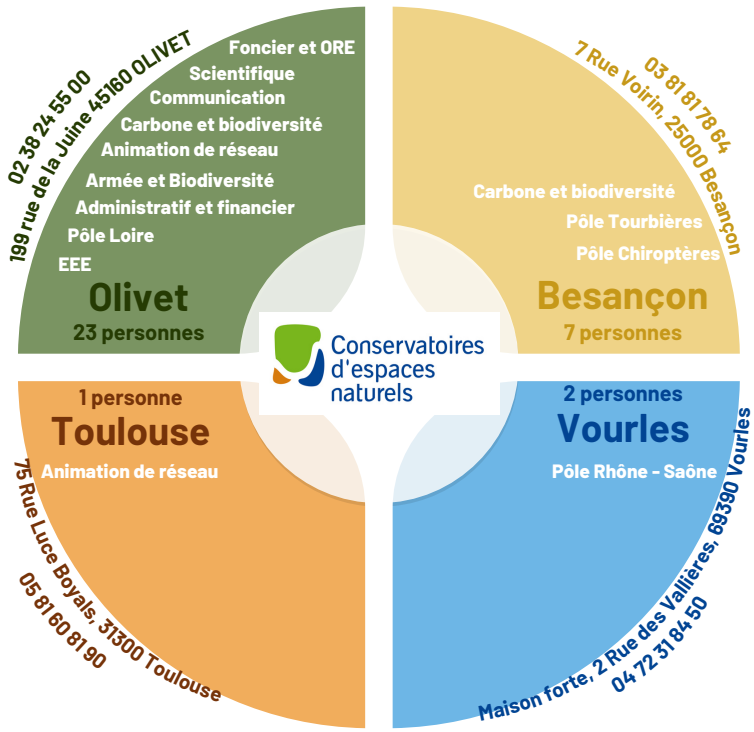 02 38 24 55 00
199 rue de la Juine 45160 OLIVET
Foncier et ORE
Scientifique
Communication
Carbone et biodiversité
Animation de réseau
Armée et Biodiversité
Administratif et financier
Pôle Loire
EEE
Olivet
23 personnes
03 81 81 78 64
7 Rue Voirin, 25000 Besançon
Carbone et biodiversité
Pôle Tourbières
Pôle Chiroptères
Besançon
7 personnes
Conservatoires
d'espaces
naturels
1 personne
Toulouse
Animation de réseau
75 Rue Luce Boyals, 31300 Toulouse
05 81 60 81 90
2 personnes
Vourles
Pôle Rhône - Saône
Maison forte, 2 Rue des Vallières, 69390 Vourles
04 72 31 84 50